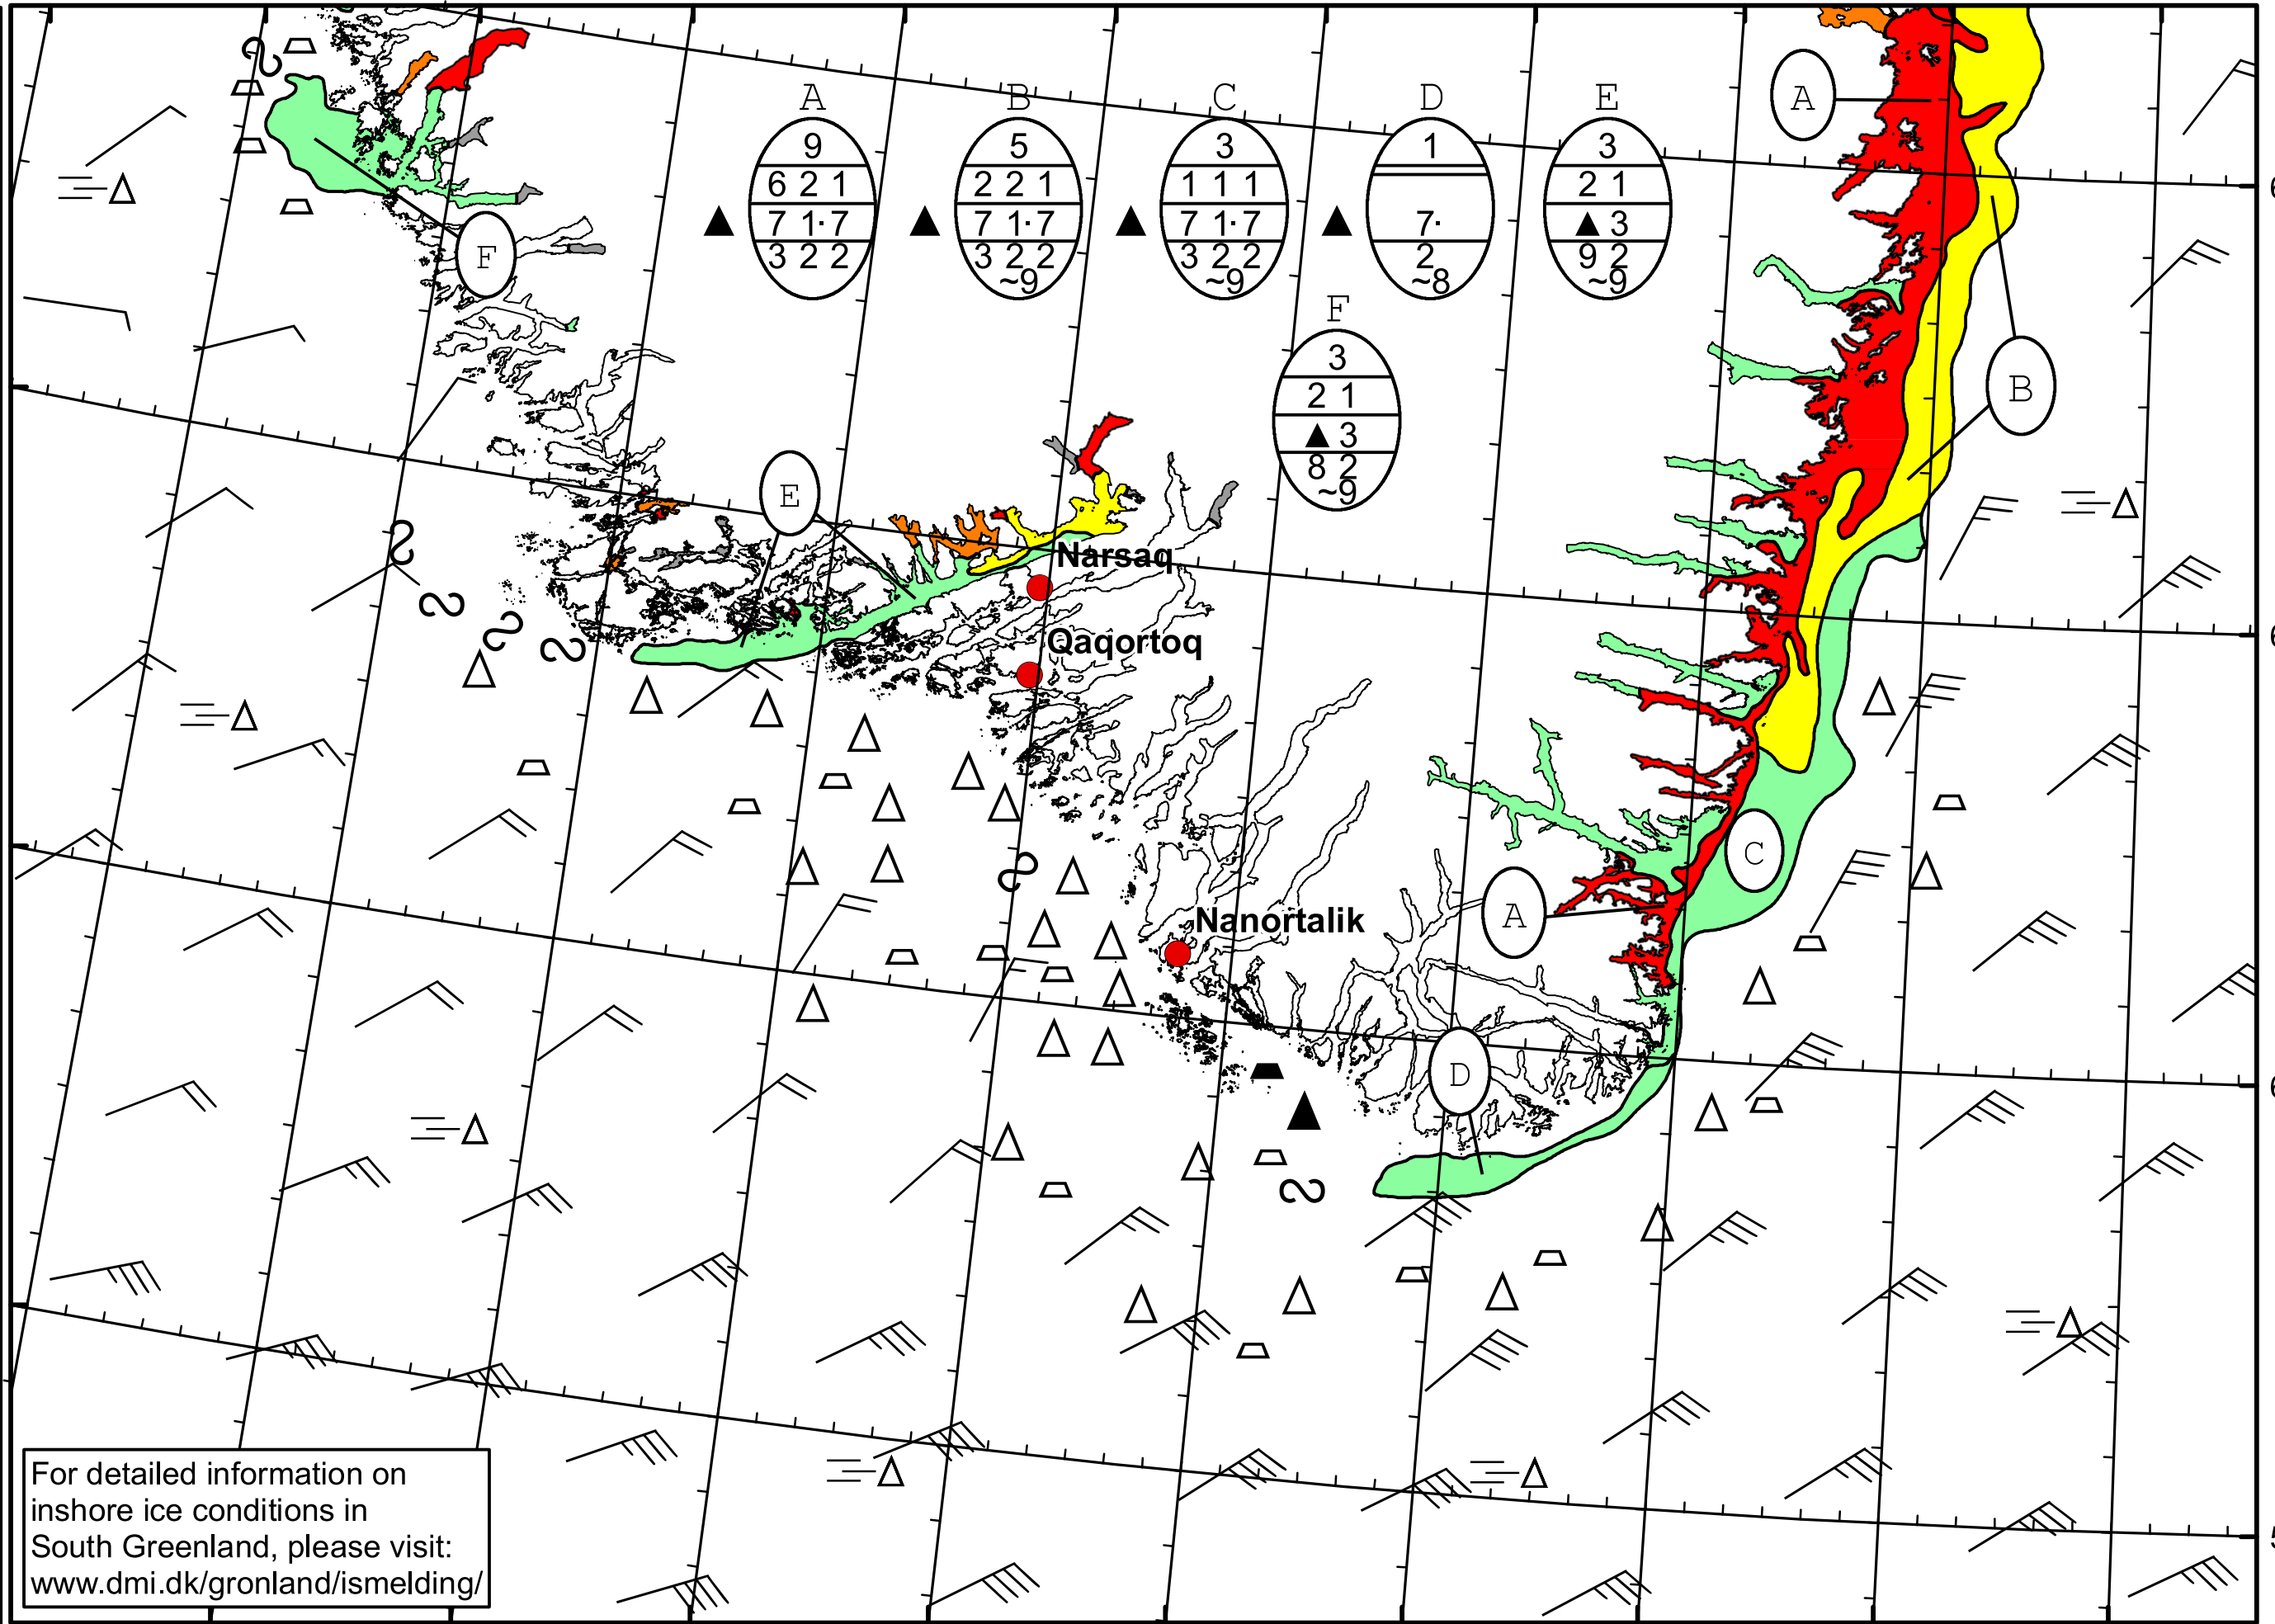 A B C D E A
9 5 3 1 3
6 2 1 2 2 1 1 1 1 2 1
7 1· 7 7 1· 7 7 1· 7 7· ▲ 3
3 2 2 3 2 2 3 2 2 2 9 2
~9 ~9 ~8 ~9
F
F
3
2 1
▲ 3
8 2
~9
B
E
Narsaq
Qaqortoq
C
A
Nanortalik
D
For detailed information on
inshore ice conditions in
South Greenland, please visit:
www.dmi.dk/gronland/ismelding/